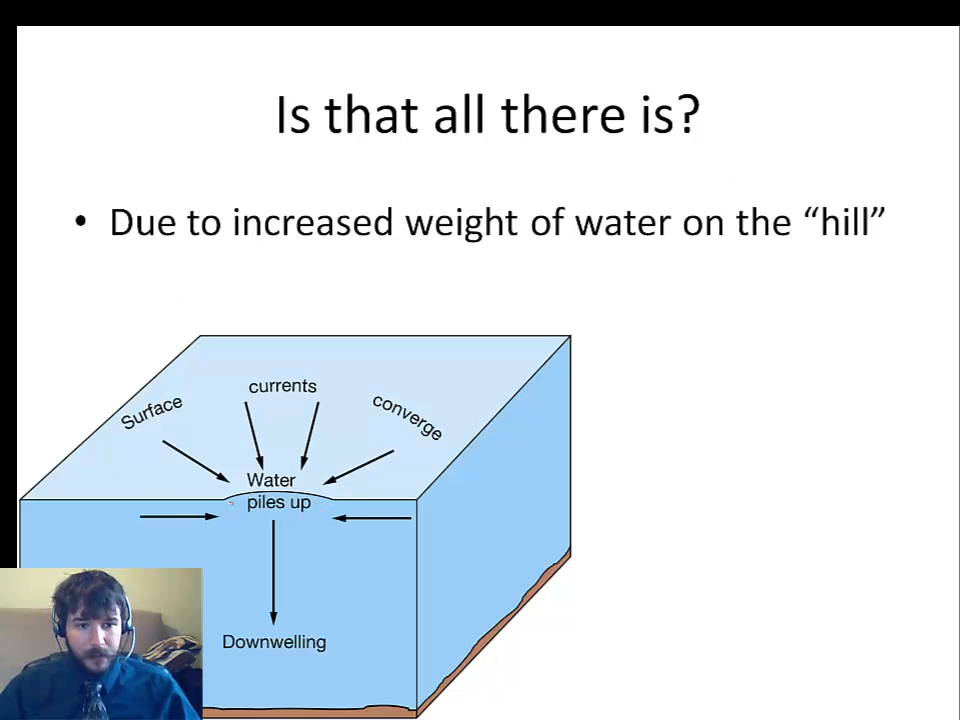 Is that all there is?
• Due to increased weight of water on the “hill”
Surface currents converge
Water
piles up
Downwelling